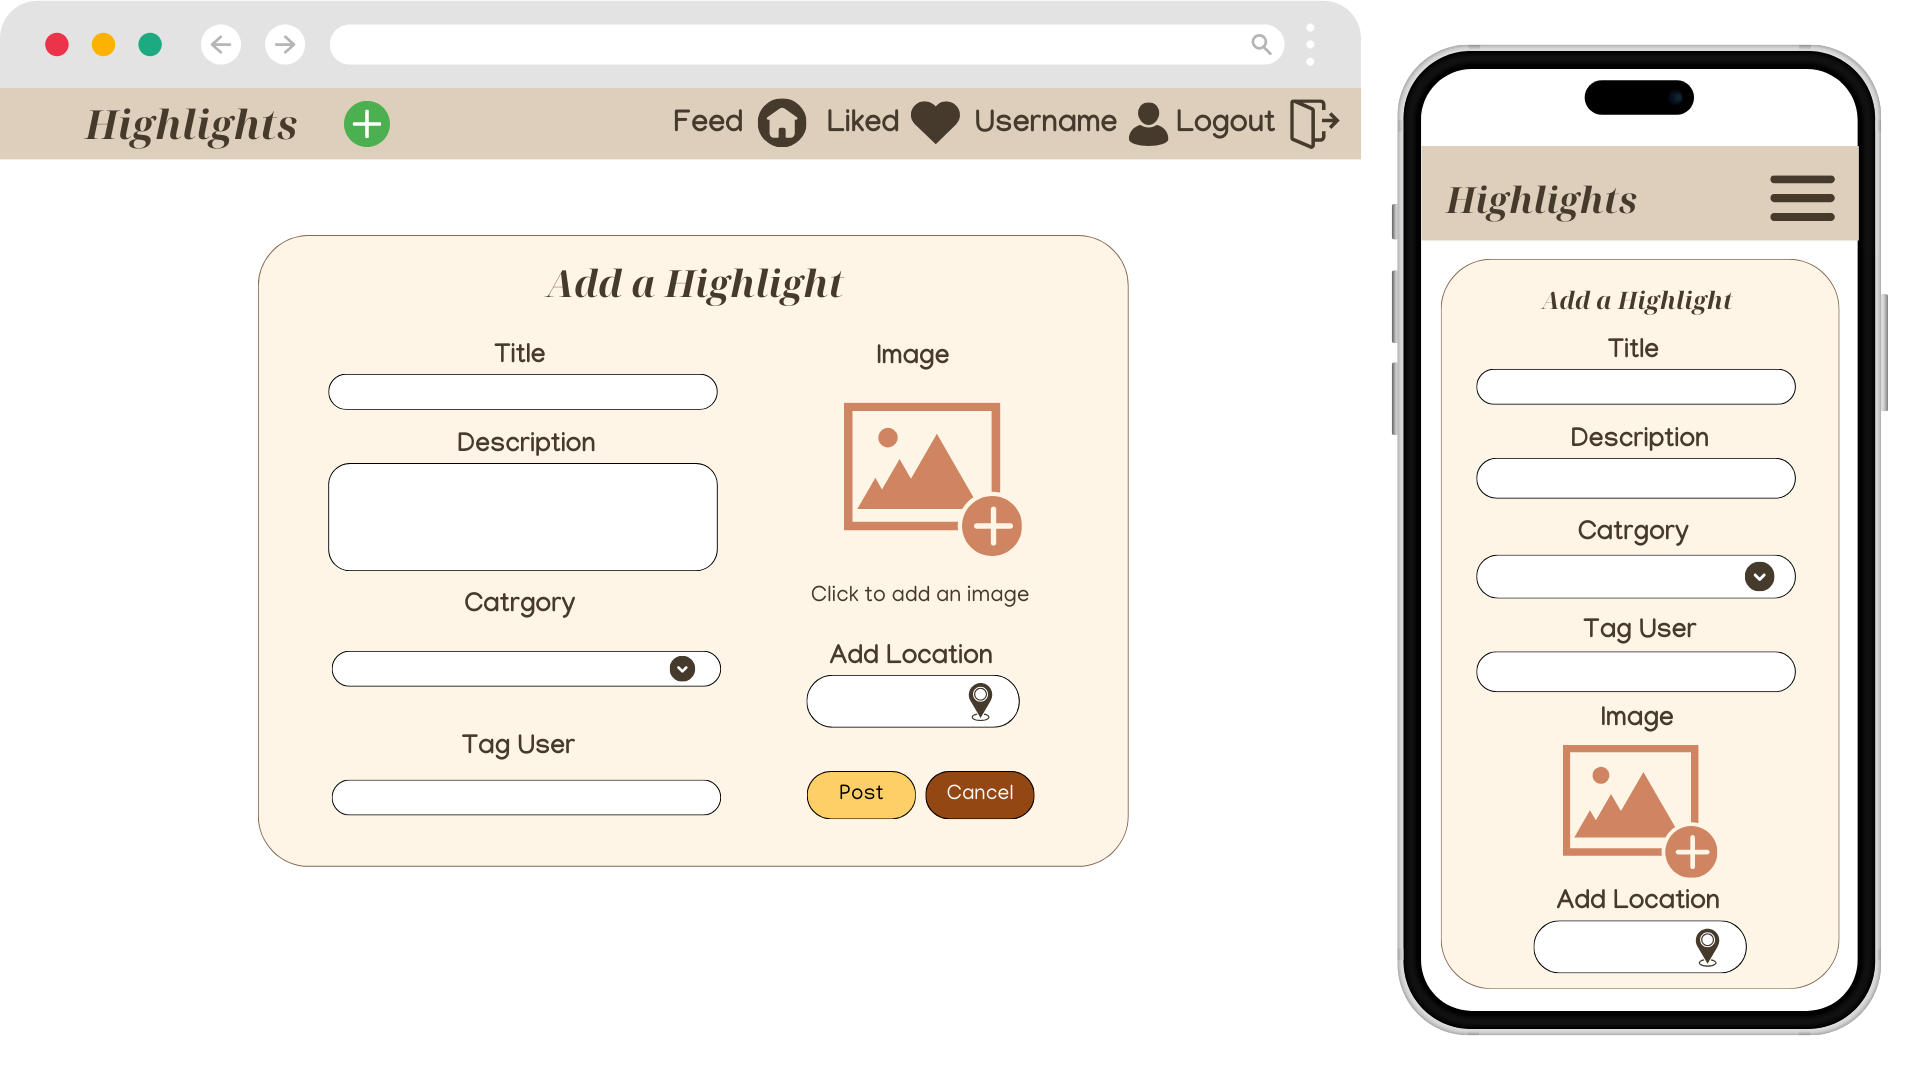 Highlights
Feed
Liked
Username
Logout
Add a Highlight
Title
Description
Catrgory
Tag User
Image
Click to add an image
Add Location
Post
Cancel
Highlights
Add a Highlight
Title
Description
Catrgory
Tag User
Image
Add Location